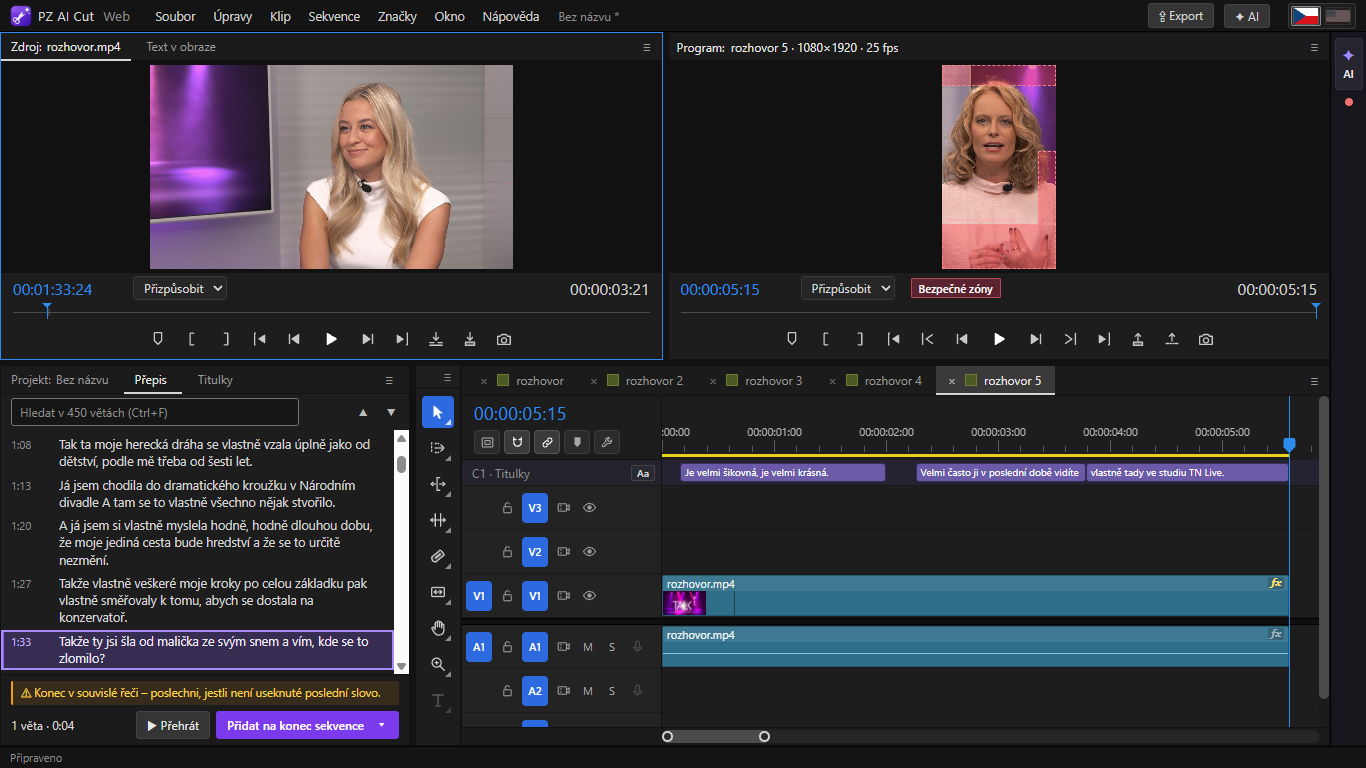 PZ AI Cut Web Soubor Úpravy Klip Sekvence Značky Okno Nápověda Bez názvu * Export AI
Zdroj: rozhovor.mp4 Text v obraze
Program: rozhovor 5 · 1080×1920 · 25 fps
AI
00:01:33:24 Přizpůsobit 00:00:03:21
00:00:05:15 Přizpůsobit Bezpečné zóny 00:00:05:15
Projekt: Bez názvu Přepis Titulky
Hledat v 450 větách (Ctrl+F)
1:08 Tak ta moje herecká dráha se vlastně vzala úplně jako od
dětství, podle mě třeba od šesti let.
1:13 Já jsem chodila do dramatického kroužku v Národním
divadle A tam se to vlastně všechno nějak stvořilo.
1:20 A já jsem si vlastně myslela hodně, hodně dlouhou dobu,
že moje jediná cesta bude hredství a že se to určitě
nezmění.
1:27 Takže vlastně veškeré moje kroky po celou základku pak
vlastně směřovaly k tomu, abych se dostala na
konzervatoř.
1:33 Takže ty jsi šla od malička ze svým snem a vím, kde se to
zlomilo?
⚠ Konec v souvislé řeči – poslechni, jestli není useknuté poslední slovo.
1 věta · 0:04 Přehrát Přidat na konec sekvence
rozhovor rozhovor 2 rozhovor 3 rozhovor 4 rozhovor 5
00:00:05:15
:00:00 00:00:01:00 00:00:02:00 00:00:03:00 00:00:04:00 00:00:05:00
C1 · Titulky Aa Je velmi šikovná, je velmi krásná. Velmi často ji v poslední době vidíte vlastně tady ve studiu TN Live.
V3
V2
V1 V1 rozhovor.mp4 fx
TALK
A1 A1 M S rozhovor.mp4 fx
A2 M S
Připraveno